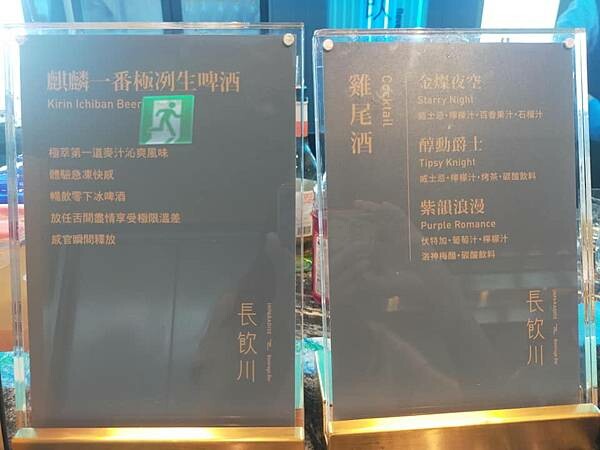 麒麟一番極冽生啤酒
Kirin Ichiban Beer
極萃第一道麥汁沁爽風味
體驗急凍快感
暢飲零下冰啤酒
放任舌間盡情享受極限溫差
感官瞬間釋放
長飲川
雞尾酒
Cocktail
金燦夜空
Starry Night
威士忌•檸檬汁•百香果汁•石榴汁
醇動爵士
Tipsy Knight
威士忌•檸檬汁•烤茶•碳酸飲料
紫韻浪漫
Purple Romance
伏特加•葡萄汁•檸檬汁
洛神梅醋•碳酸飲料
長飲川